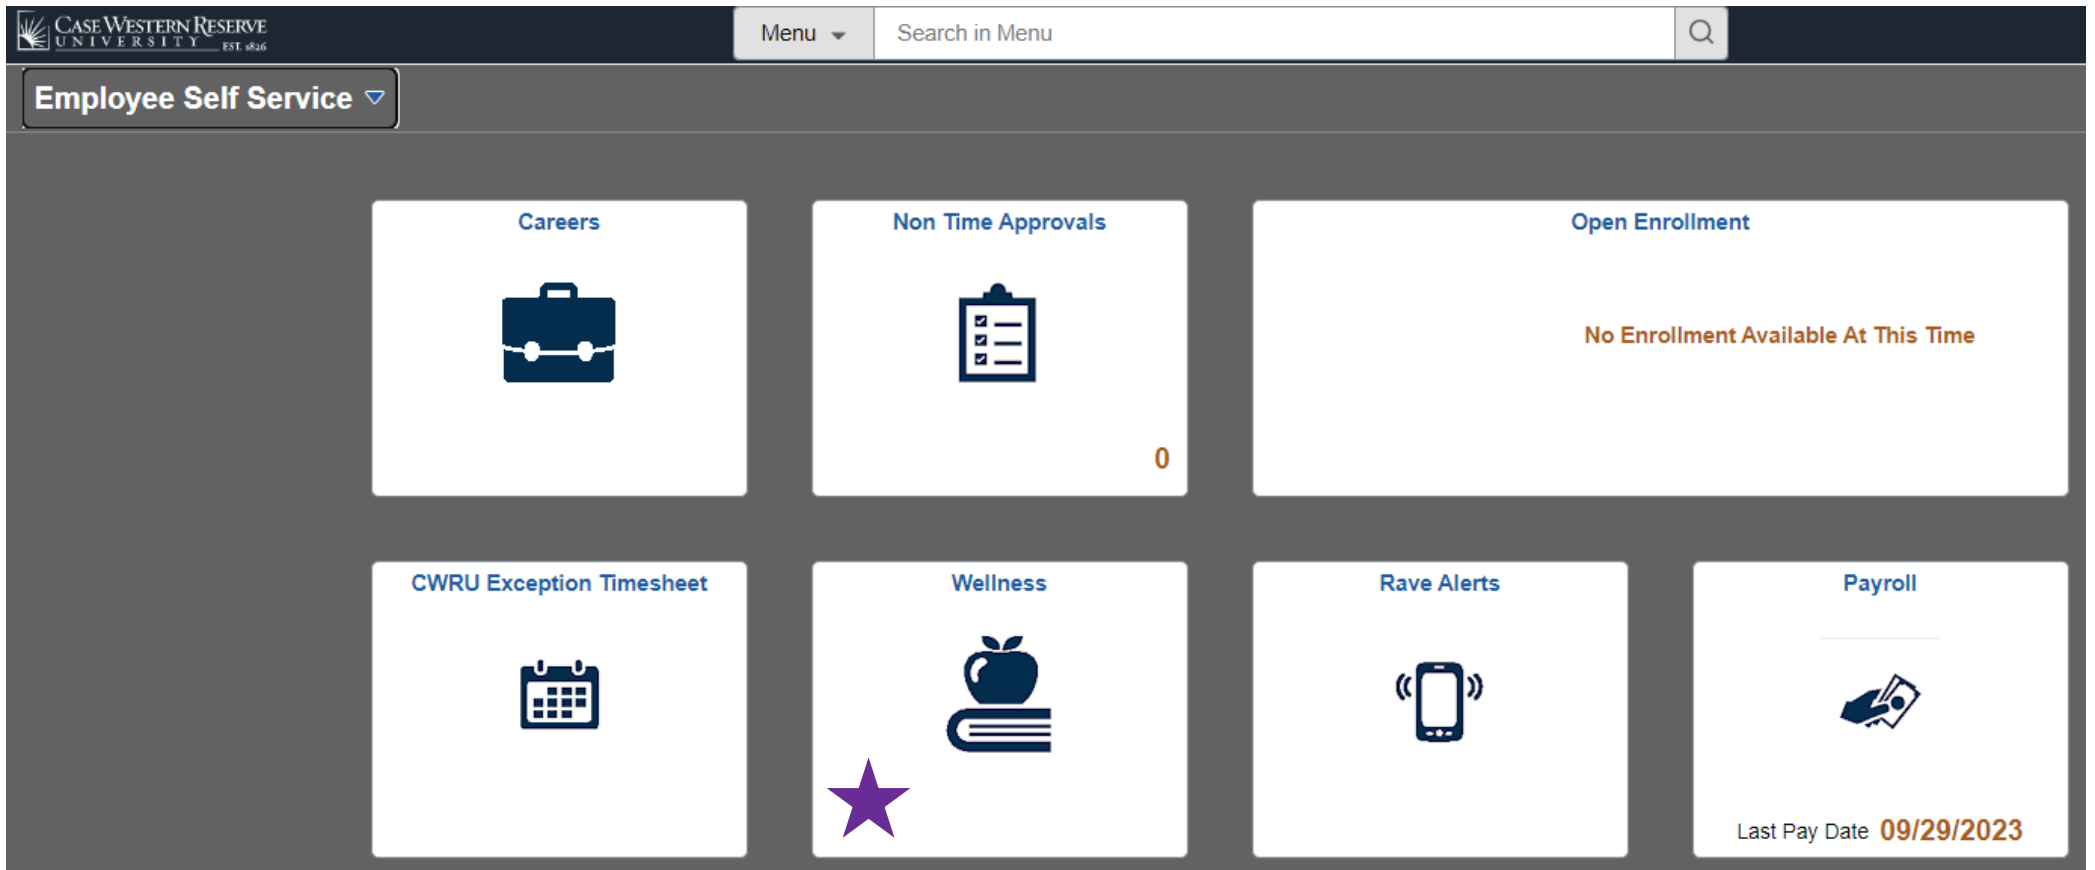 CASE WESTERN RESERVE
UNIVERSITY EST. 1826
Menu
Search in Menu
Employee Self Service
Careers
Non Time Approvals
0
Open Enrollment
No Enrollment Available At This Time
CWRU Exception Timesheet
Wellness
Rave Alerts
Payroll
Last Pay Date 09/29/2023